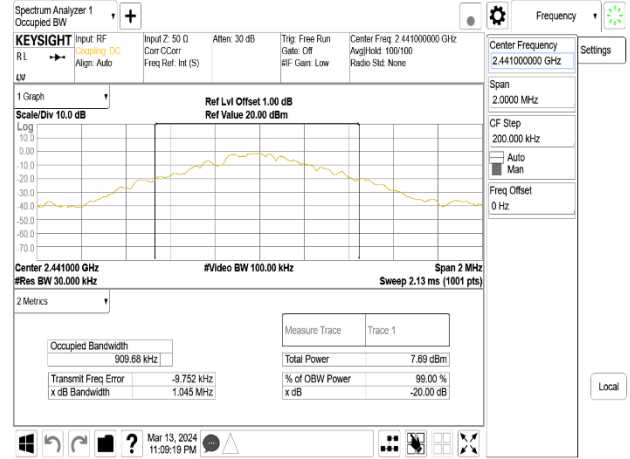 Spectrum Analyzer 1
Occupied BW
Frequency
KEYSIGHT
RL
Input: RF
Coupling: DC
Align: Auto
Input Z: 50 Ω
Corr CCorr
Freq Ref: Int (S)
Atten: 30 dB
Trig: Free Run
Gate: Off
#IF Gain: Low
Center Freq: 2.441000000 GHz
Avg|Hold: 100/100
Radio Std: None
Center Frequency
2.441000000 GHz
Settings
Span
2.0000 MHz
CF Step
200.000 kHz
Auto
Man
Freq Offset
0 Hz
Local
1 Graph
Scale/Div 10.0 dB
Ref Lvl Offset 1.00 dB
Ref Value 20.00 dBm
Log
10.0
0.00
-10.0
-20.0
-30.0
-40.0
-50.0
-60.0
-70.0
Center 2.441000 GHz
#Res BW 30.000 kHz
#Video BW 100.00 kHz
Span 2 MHz
Sweep 2.13 ms (1001 pts)
2 Metrics
Measure Trace Trace 1
Occupied Bandwidth
909.68 kHz
Total Power 7.69 dBm
Transmit Freq Error -9.752 kHz
% of OBW Power 99.00 %
x dB Bandwidth 1.045 MHz
x dB -20.00 dB
Mar 13, 2024
11:09:19 PM